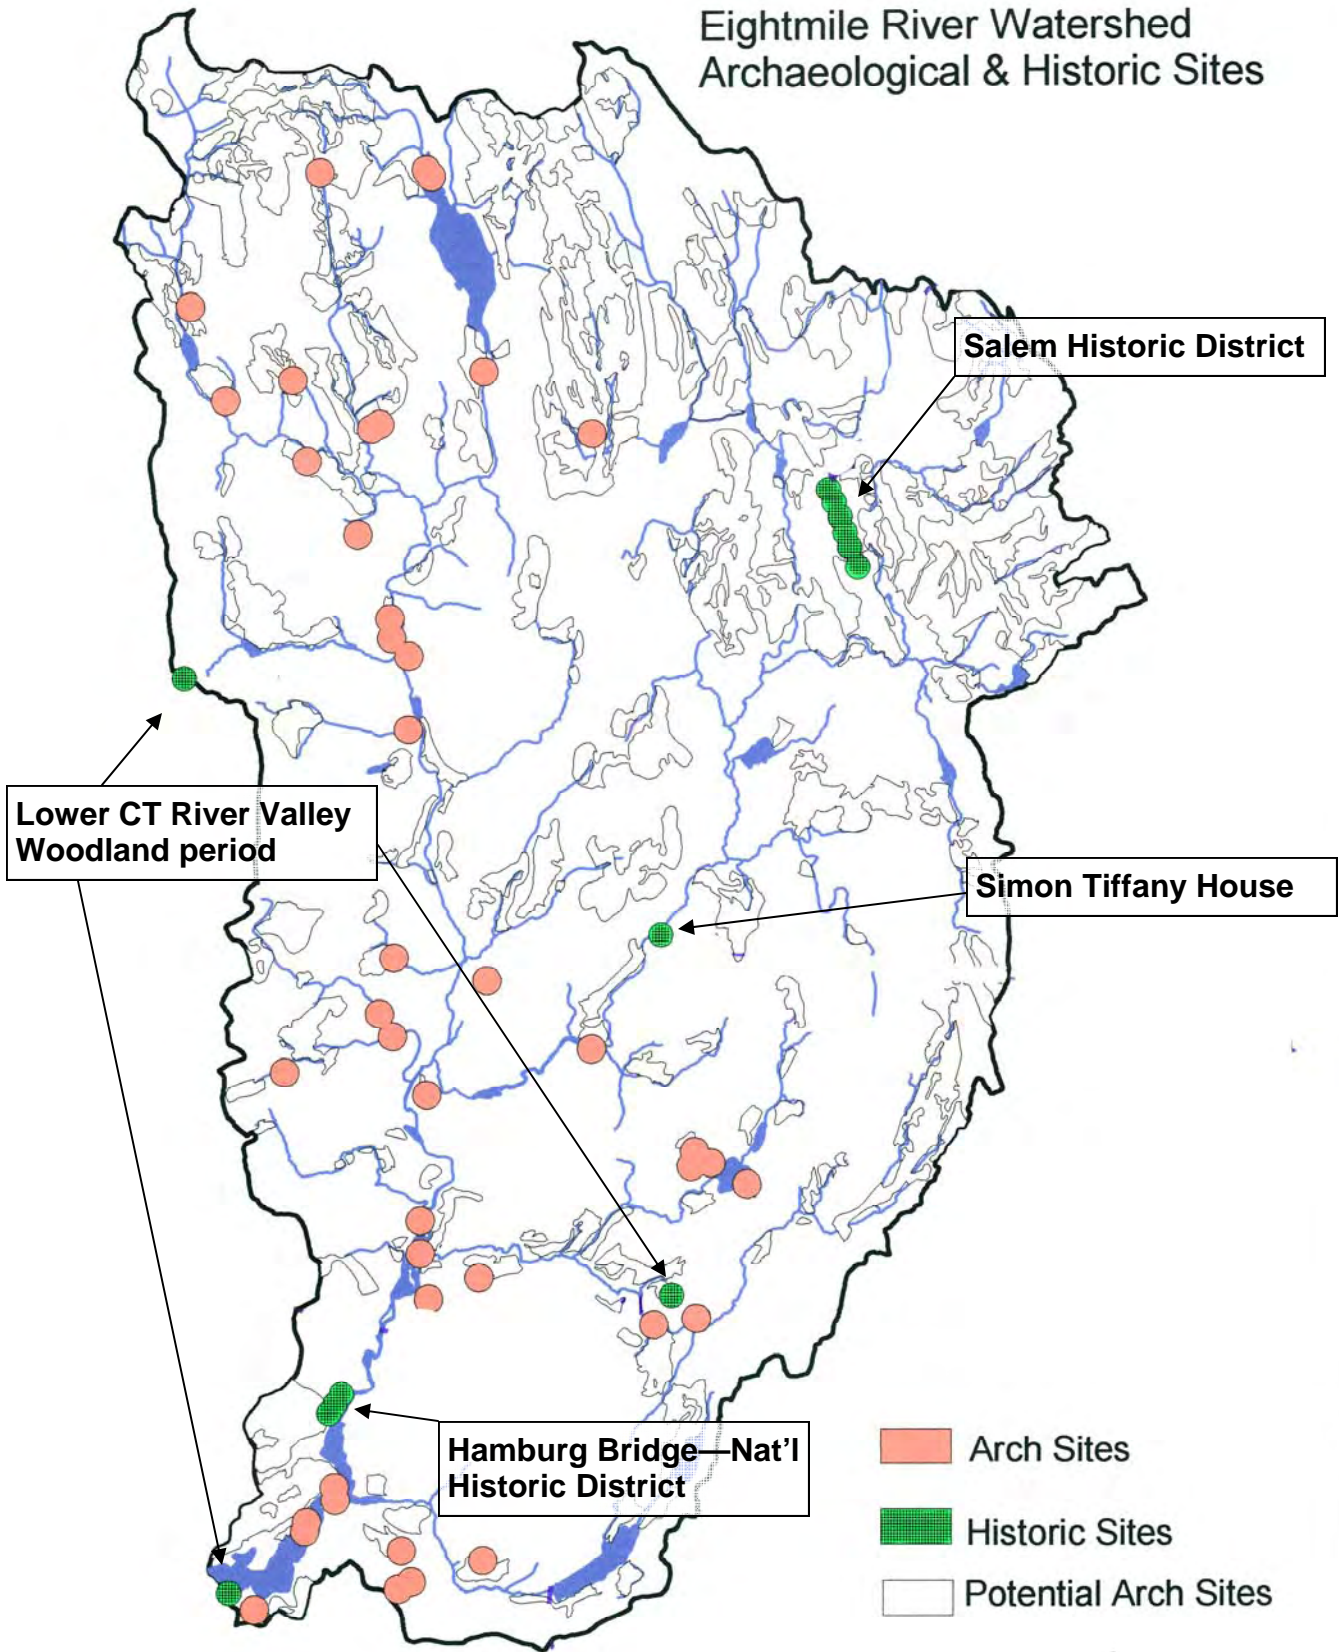 Eightmile River Watershed
Archaeological & Historic Sites
Salem Historic District
Lower CT River Valley
Woodland period
Simon Tiffany House
Hamburg Bridge—Nat’l
Historic District
Arch Sites
Historic Sites
Potential Arch Sites